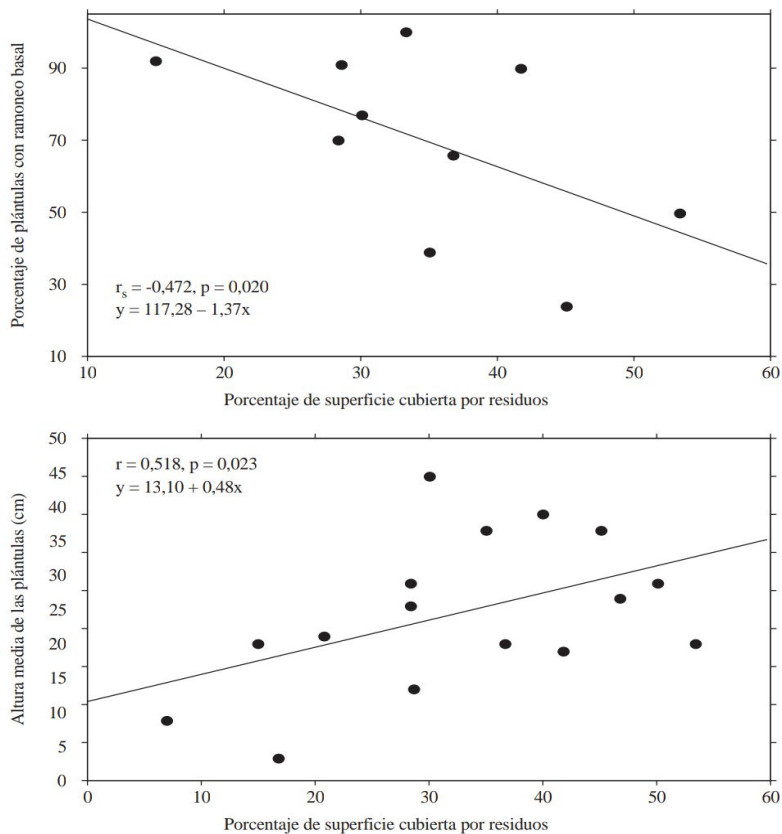 Porcentaje de plántulas con ramoneo basal
90
70
50
30
10
r_s = -0,472, p = 0,020
y = 117,28 – 1,37x
10 20 30 40 50 60
Porcentaje de superficie cubierta por residuos
Altura media de las plántulas (cm)
50
40
35
30
25
20
15
10
5
0
r = 0,518, p = 0,023
y = 13,10 + 0,48x
0 10 20 30 40 50 60
Porcentaje de superficie cubierta por residuos